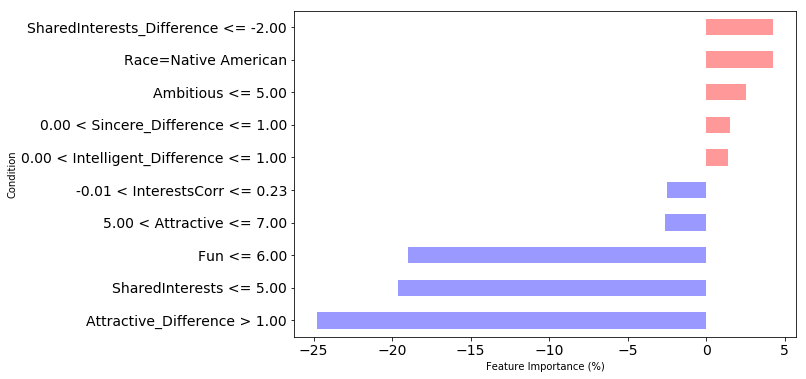 SharedInterests_Difference <= -2.00
Race=Native American
Ambitious <= 5.00
0.00 < Sincere_Difference <= 1.00
0.00 < Intelligent_Difference <= 1.00
-0.01 < InterestsCorr <= 0.23
5.00 < Attractive <= 7.00
Fun <= 6.00
SharedInterests <= 5.00
Attractive_Difference > 1.00
Condition
−25 −20 −15 −10 −5 0 5
Feature Importance (%)